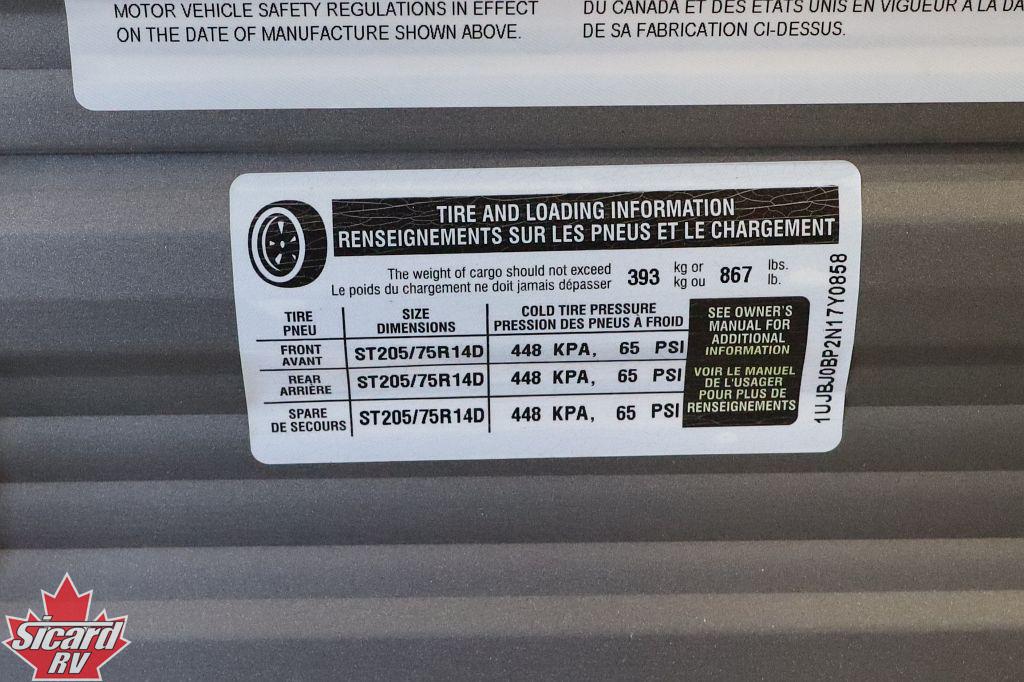 MOTOR VEHICLE SAFETY REGULATIONS IN EFFECT
ON THE DATE OF MANUFACTURE SHOWN ABOVE.
DU CANADA ET DES ÉTATS UNIS EN VIGUEUR À LA
DE SA FABRICATION CI-DESSUS.
TIRE AND LOADING INFORMATION
RENSEIGNEMENTS SUR LES PNEUS ET LE CHARGEMENT
The weight of cargo should not exceed 393 kg or 867 lbs.
Le poids du chargement ne doit jamais dépasser kg ou lb.
TIRE SIZE COLD TIRE PRESSURE
PNEU DIMENSIONS PRESSION DES PNEUS À FROID
FRONT
AVANT ST205/75R14D 448 KPA, 65 PSI
REAR
ARRIÈRE ST205/75R14D 448 KPA, 65 PSI
SPARE
DE SECOURS ST205/75R14D 448 KPA, 65 PSI
SEE OWNER'S
MANUAL FOR
ADDITIONAL
INFORMATION
VOIR LE MANUEL
DE L'USAGER
POUR PLUS DE
RENSEIGNEMENTS
1UJBJ0BP2N17Y0858
Sicard
RV